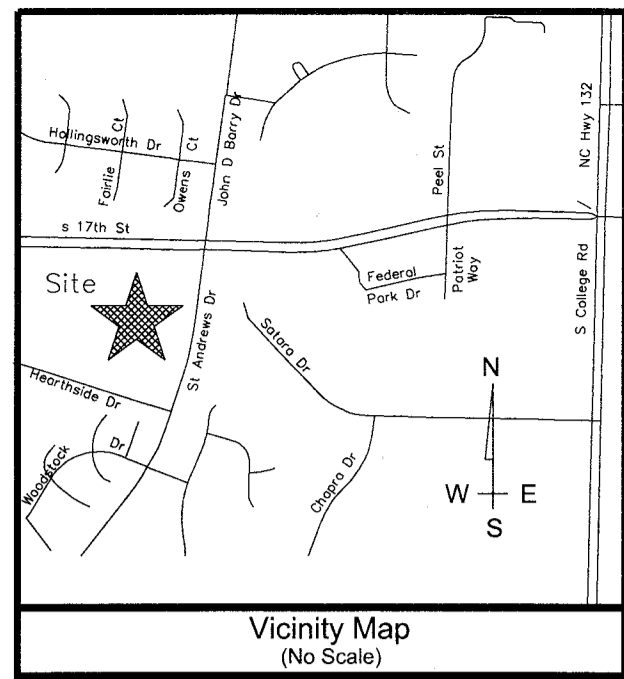 Hollingsworth Dr
Fairlie Ct
Owens Ct
John D Barry Dr
Peel St
NC Hwy 132
s 17th St
Site
Federal
Park Dr
Patriot
Way
S College Rd
Satara Dr
St Andrews Dr
Hearthside Dr
Woodstock Dr
Chopra Dr
N
W E
S
Vicinity Map
(No Scale)